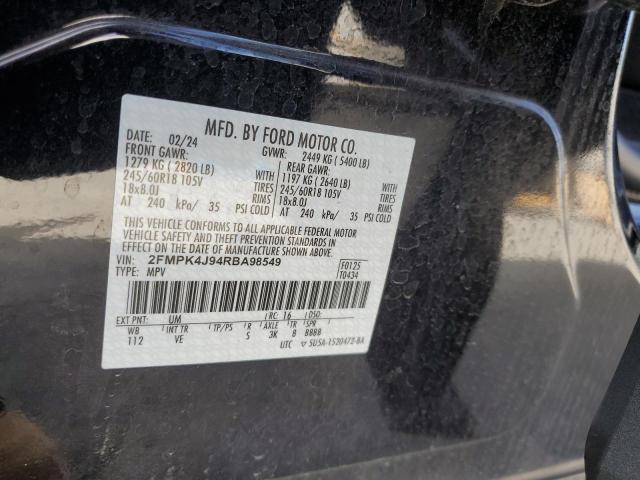 MFD. BY FORD MOTOR CO.
DATE: 02/24 GVWR: 2449 KG (5400 LB)
FRONT GAWR: REAR GAWR:
1279 KG (2820 LB) WITH 1197 KG (2640 LB) WITH
245/60R18 105V TIRES 245/60R18 105V TIRES
18x8.0J RIMS 18x8.0J RIMS
AT 240 kPa/ 35 PSI COLD AT 240 kPa/ 35 PSI COLD
THIS VEHICLE CONFORMS TO ALL APPLICABLE FEDERAL MOTOR
VEHICLE SAFETY AND THEFT PREVENTION STANDARDS IN
EFFECT ON THE DATE OF MANUFACTURE SHOWN ABOVE.
VIN: 2FMPK4J94RBA98549 F0125
TYPE: MPV T0434
EXT PNT: UM RC: 16 DSO:
WB INT TR TP/PS R AXLE TR SPR
112 VE S 3K 8 8888
UTC 5U5A-1520472-BA